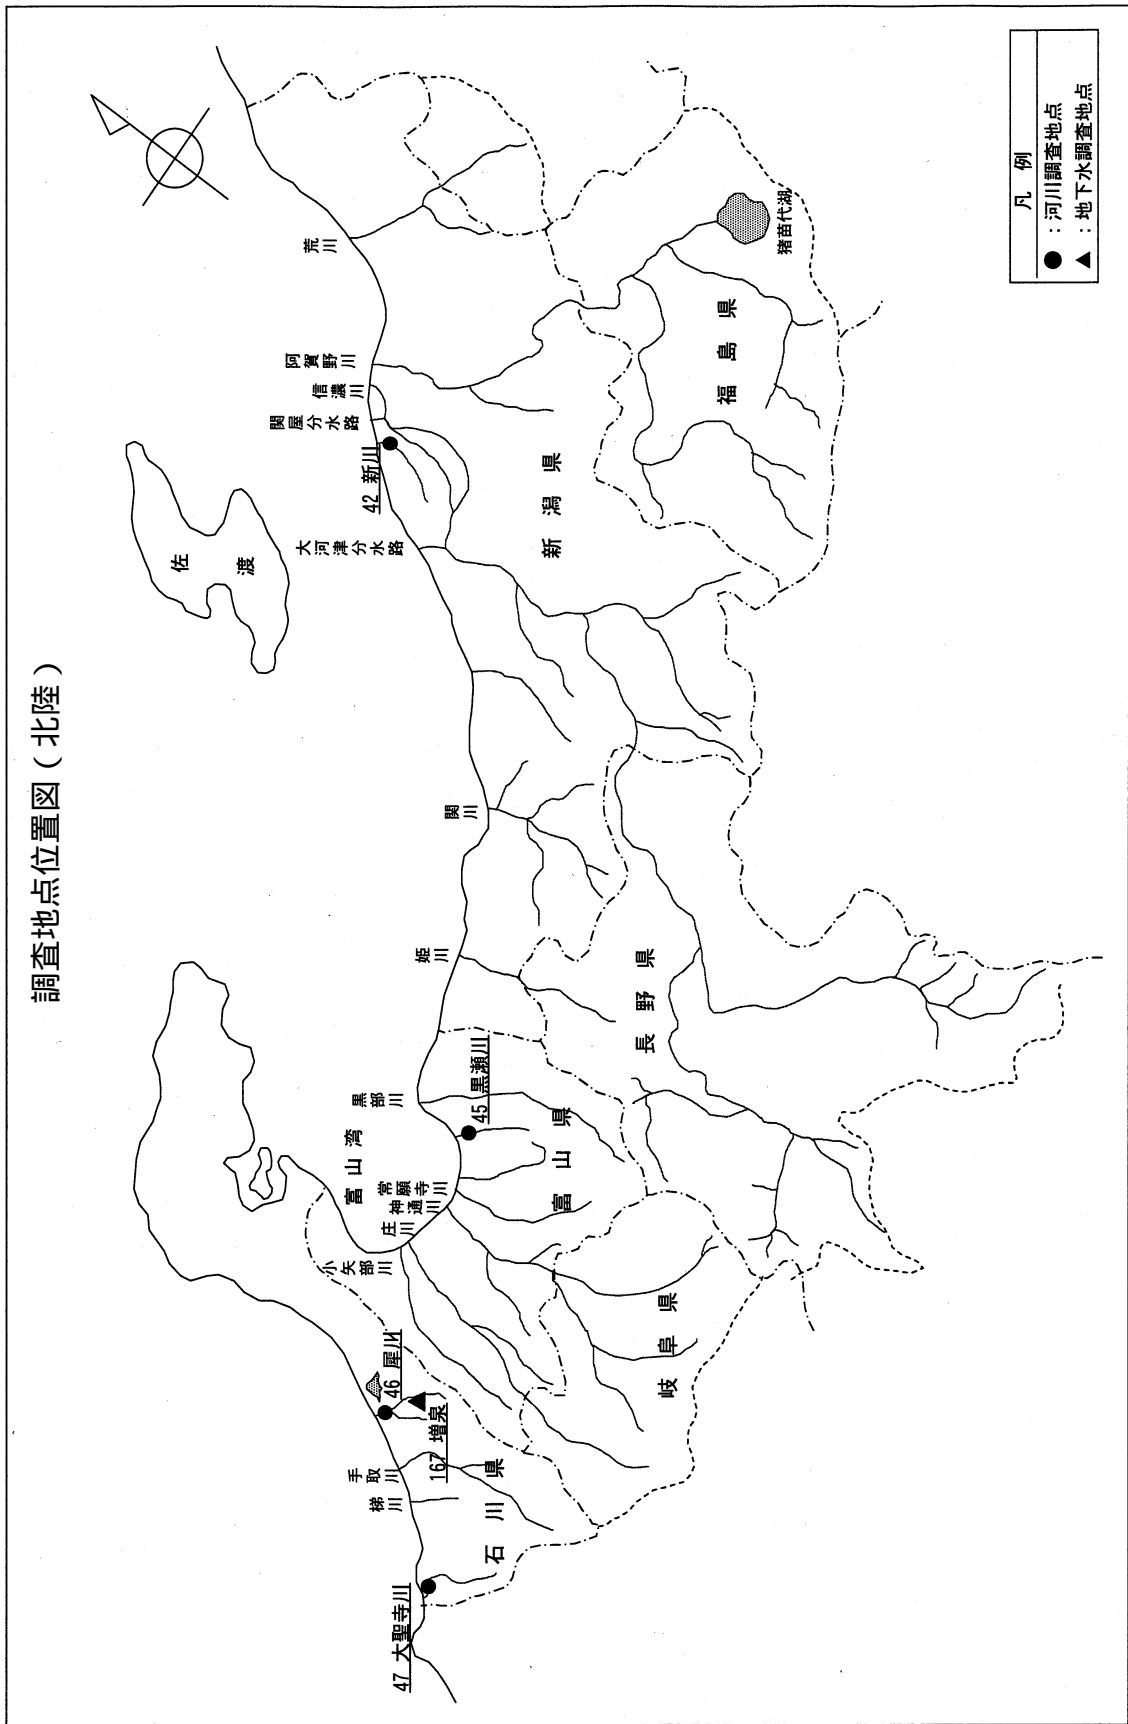 調査地点位置図(北陸)
凡 例
●:河川調査地点
▲:地下水調査地点
佐渡
荒川
阿賀野川
信濃川
関屋分水路
42 新川
大河津分水路
関川
姫川
黒部川
45 黒瀬川
富山湾
常願寺川
神通川
庄川
小矢部川
46 犀川
167 増泉
手取川
梯川
47 大聖寺川
猪苗代湖
福島県
新潟県
長野県
富山県
岐阜県
石川県